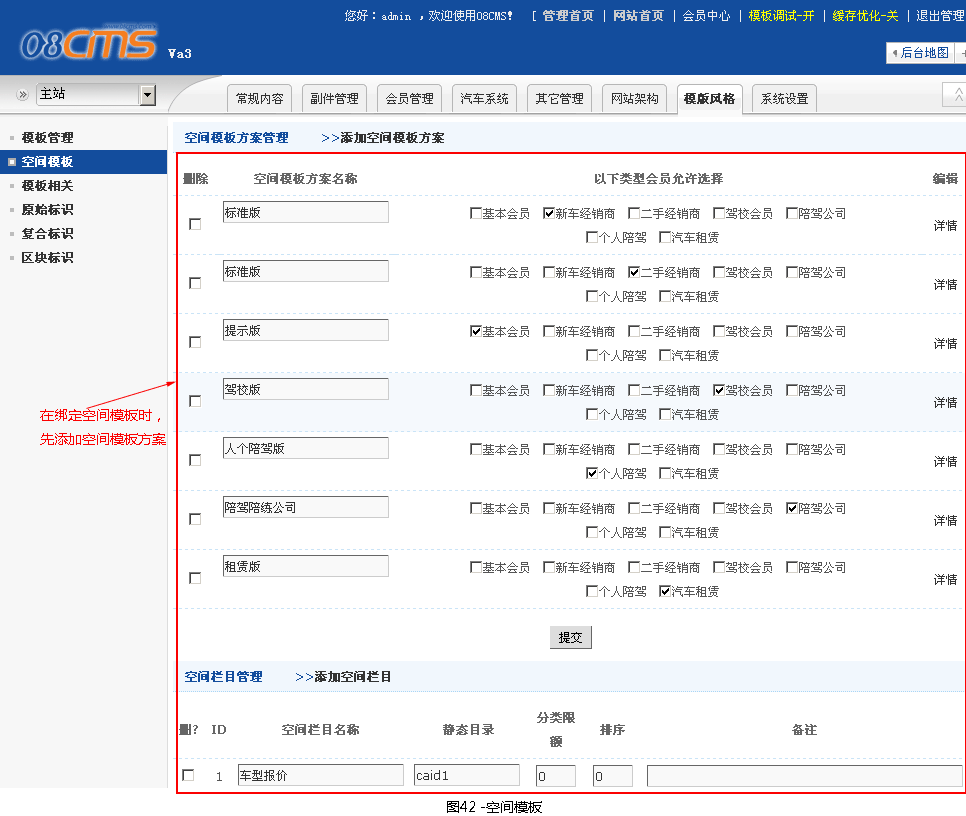 您好：admin ，欢迎使用08CMS！ [ 管理首页 | 网站首页 | 会员中心 | 模板调试-开 | 缓存优化-关 | 退出管理
08CMS Va3
后台地图
主站
常规内容 副件管理 会员管理 汽车系统 其它管理 网站架构 模版风格 系统设置
模板管理
空间模板
模板相关
原始标识
复合标识
区块标识
空间模板方案管理 >>添加空间模板方案
删除 空间模板方案名称 以下类型会员允许选择 编辑
标准版 基本会员 新车经销商 二手经销商 驾校会员 陪驾公司
个人陪驾 汽车租赁 详情
标准版 基本会员 新车经销商 二手经销商 驾校会员 陪驾公司
个人陪驾 汽车租赁 详情
提示版 基本会员 新车经销商 二手经销商 驾校会员 陪驾公司
个人陪驾 汽车租赁 详情
驾校版 基本会员 新车经销商 二手经销商 驾校会员 陪驾公司
个人陪驾 汽车租赁 详情
人个陪驾版 基本会员 新车经销商 二手经销商 驾校会员 陪驾公司
个人陪驾 汽车租赁 详情
陪驾陪练公司 基本会员 新车经销商 二手经销商 驾校会员 陪驾公司
个人陪驾 汽车租赁 详情
租赁版 基本会员 新车经销商 二手经销商 驾校会员 陪驾公司
个人陪驾 汽车租赁 详情
在绑定空间模板时，
先添加空间模板方案
提交
空间栏目管理 >>添加空间栏目
删? ID 空间栏目名称 静态目录 分类限额 排序 备注
1 车型报价 caid1 0 0
图42 -空间模板